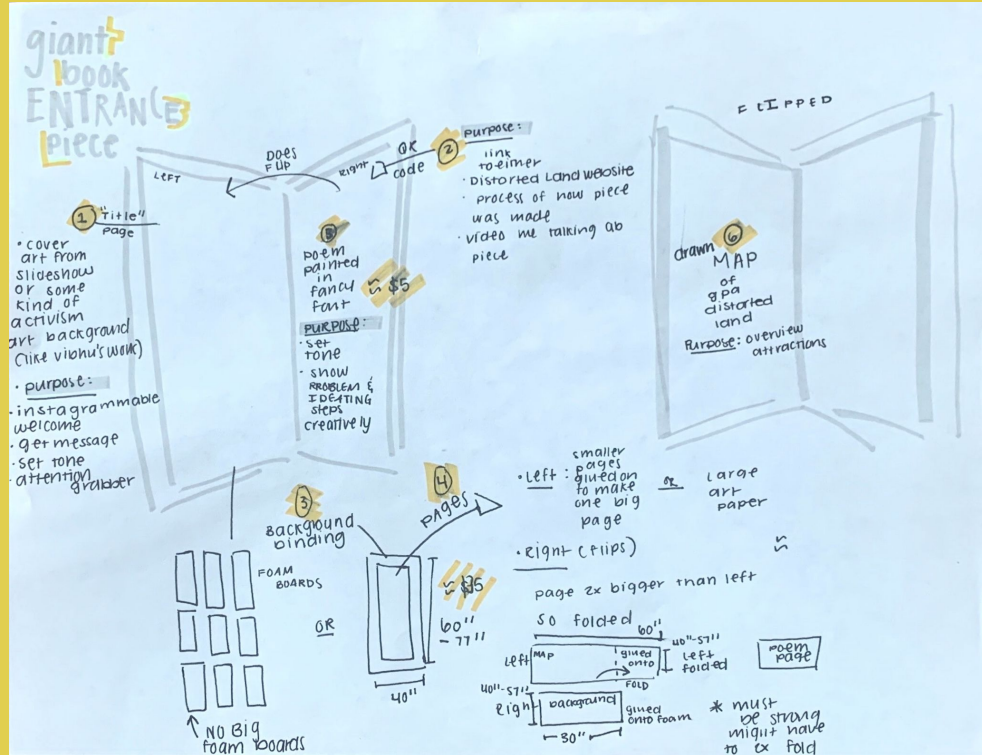 giant
book
ENTRANCE
piece
LEFT
DOES
FLIP
RIGHT
QR
code
2
purpose:
link
to
· Distorted Land website
· process of how piece
was made
· video me talking ab
piece
1
"Title"
page
· cover
art from
slideshow
or some
kind of
activism
art background
(like vibhu's work)
· purpose:
· instagrammable
welcome
· get message
· set tone
· attention
grabber
poem
painted
in
fancy
font
≈ $5
PURPOSE:
· set
tone
· show
PROBLEM &
IDEATING
steps
creatively
FLIPPED
6
drawn
MAP
of
gpa
distorted
land
Purpose: overview
attractions
3
BACKGROUND
binding
4
PAGES
FOAM
BOARDS
OR
NO BIG
foam boards
60"
- 77"
40"
· Left :
smaller
pages
glued on
to make
one big
page
OR
Large
art
paper
· Right (flips)
≈
page 2x bigger than left
so folded
60"
Left
MAP
glued
onto
FOLD
40"-57"
Left
folded
40"-57"
Right
background
glued
onto foam
30"
poem
page
* must
be strong
might have
to 2x fold